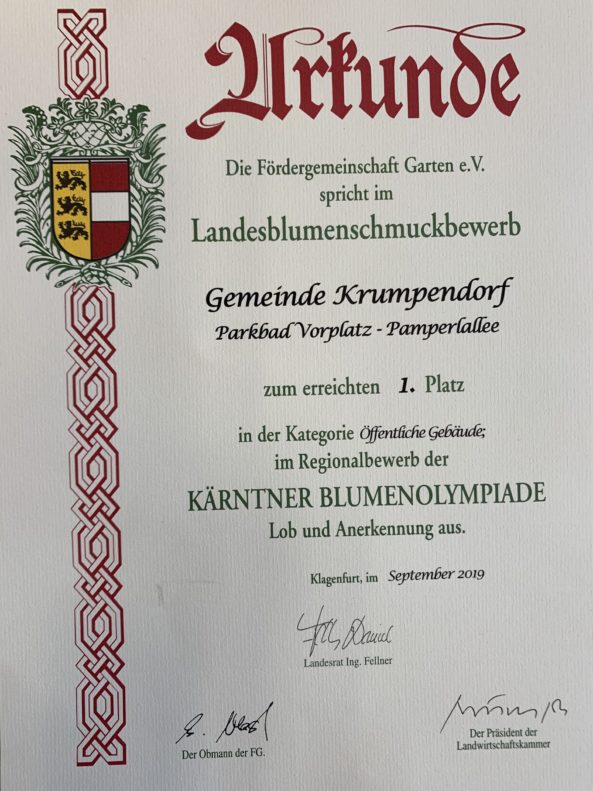 Urkunde
Die Fördergemeinschaft Garten e.V.
spricht im
Landesblumenschmuckbewerb
Gemeinde Krumpendorf
Parkbad Vorplatz - Pamperlallee
zum erreichten 1. Platz
in der Kategorie Öffentliche Gebäude;
im Regionalbewerb der
KÄRNTNER BLUMENOLYMPIADE
Lob und Anerkennung aus.
Klagenfurt, im September 2019
Landesrat Ing. Fellner
Der Obmann der FG.
Der Präsident der
Landwirtschaftskammer